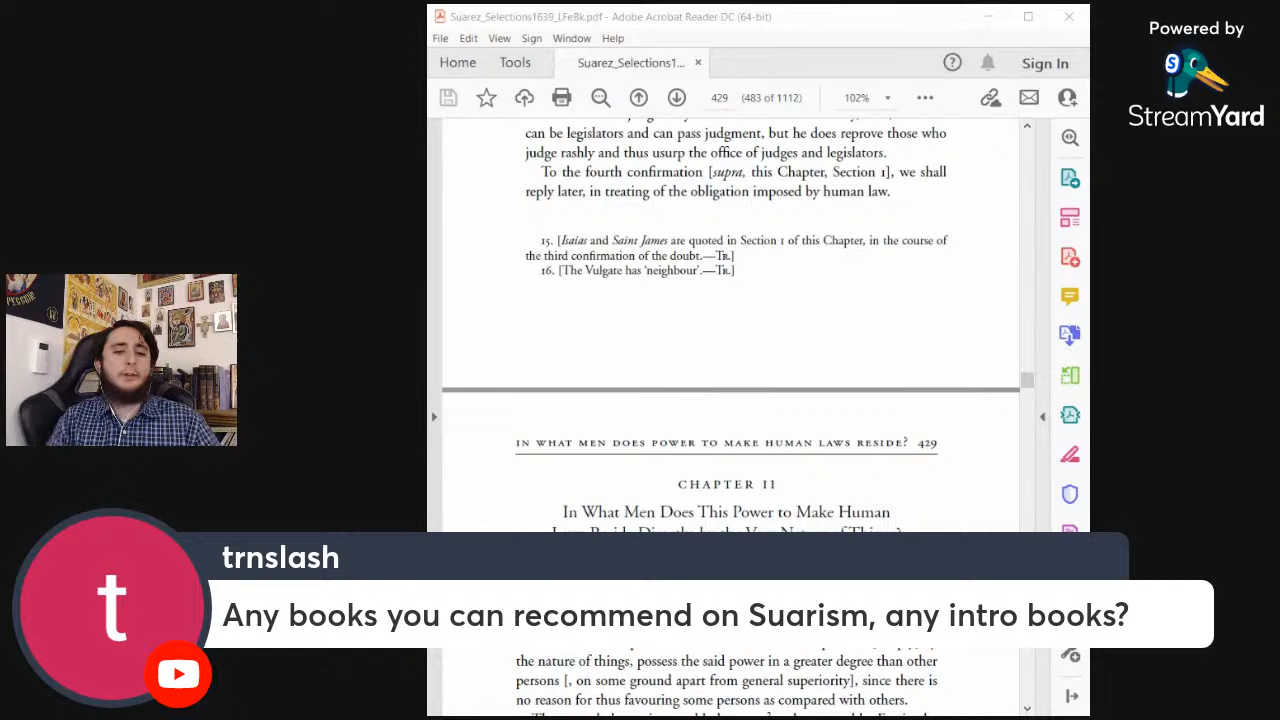 Suarez_Selections1639_LFeBk.pdf - Adobe Acrobat Reader DC (64-bit)
File Edit View Sign Window Help
Home Tools Suarez_Selections1... × Sign In
429 (483 of 1112) 102%
can be legislators and can pass judgment, but he does reprove those who
judge rashly and thus usurp the office of judges and legislators.
To the fourth confirmation [supra, this Chapter, Section 1], we shall
reply later, in treating of the obligation imposed by human law.
15. [Isaias and Saint James are quoted in Section 1 of this Chapter, in the course of
the third confirmation of the doubt.—Tr.]
16. [The Vulgate has ‘neighbour’.—Tr.]
IN WHAT MEN DOES POWER TO MAKE HUMAN LAWS RESIDE? 429
CHAPTER II
In What Men Does This Power to Make Human
the nature of things, possess the said power in a greater degree than other
persons [, on some ground apart from general superiority], since there is
no reason for thus favouring some persons as compared with others.
Powered by
S
StreamYard
t
trnslash
Any books you can recommend on Suarism, any intro books?